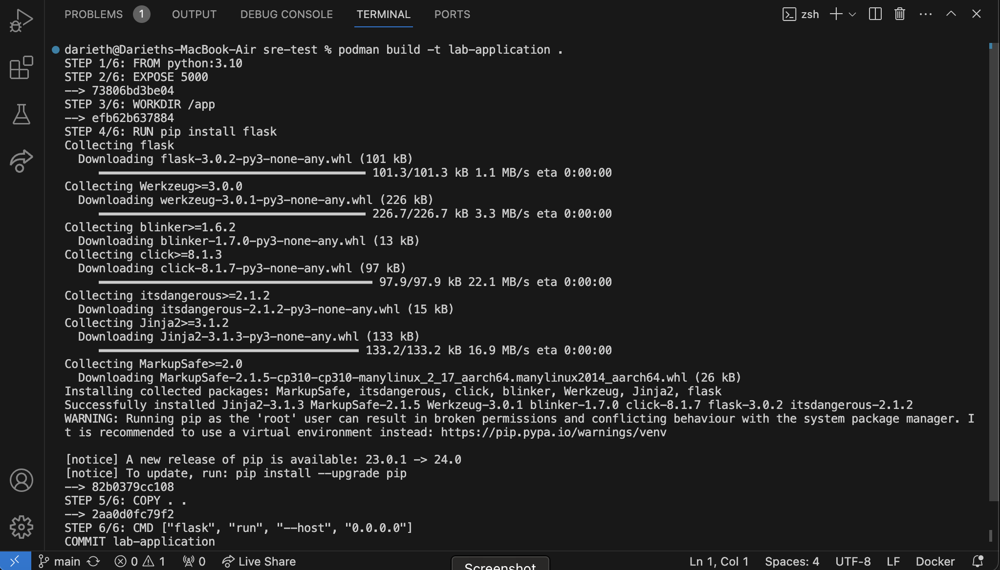 PROBLEMS 1 OUTPUT DEBUG CONSOLE TERMINAL PORTS zsh
darieth@Darieths-MacBook-Air sre-test % podman build -t lab-application .
STEP 1/6: FROM python:3.10
STEP 2/6: EXPOSE 5000
--> 73806bd3be04
STEP 3/6: WORKDIR /app
--> efb62b637884
STEP 4/6: RUN pip install flask
Collecting flask
  Downloading flask-3.0.2-py3-none-any.whl (101 kB)
101.3/101.3 kB 1.1 MB/s eta 0:00:00
Collecting Werkzeug>=3.0.0
  Downloading werkzeug-3.0.1-py3-none-any.whl (226 kB)
226.7/226.7 kB 3.3 MB/s eta 0:00:00
Collecting blinker>=1.6.2
  Downloading blinker-1.7.0-py3-none-any.whl (13 kB)
Collecting click>=8.1.3
  Downloading click-8.1.7-py3-none-any.whl (97 kB)
97.9/97.9 kB 22.1 MB/s eta 0:00:00
Collecting itsdangerous>=2.1.2
  Downloading itsdangerous-2.1.2-py3-none-any.whl (15 kB)
Collecting Jinja2>=3.1.2
  Downloading Jinja2-3.1.3-py3-none-any.whl (133 kB)
133.2/133.2 kB 16.9 MB/s eta 0:00:00
Collecting MarkupSafe>=2.0
  Downloading MarkupSafe-2.1.5-cp310-cp310-manylinux_2_17_aarch64.manylinux2014_aarch64.whl (26 kB)
Installing collected packages: MarkupSafe, itsdangerous, click, blinker, Werkzeug, Jinja2, flask
Successfully installed Jinja2-3.1.3 MarkupSafe-2.1.5 Werkzeug-3.0.1 blinker-1.7.0 click-8.1.7 flask-3.0.2 itsdangerous-2.1.2
WARNING: Running pip as the 'root' user can result in broken permissions and conflicting behaviour with the system package manager. I
t is recommended to use a virtual environment instead: https://pip.pypa.io/warnings/venv
[notice] A new release of pip is available: 23.0.1 -> 24.0
[notice] To update, run: pip install --upgrade pip
--> 82b0379cc108
STEP 5/6: COPY . .
--> 2aa0d0fc79f2
STEP 6/6: CMD ["flask", "run", "--host", "0.0.0.0"]
COMMIT lab-application
main 0 1 0 Live Share Screenshot Ln 1, Col 1 Spaces: 4 UTF-8 LF Docker